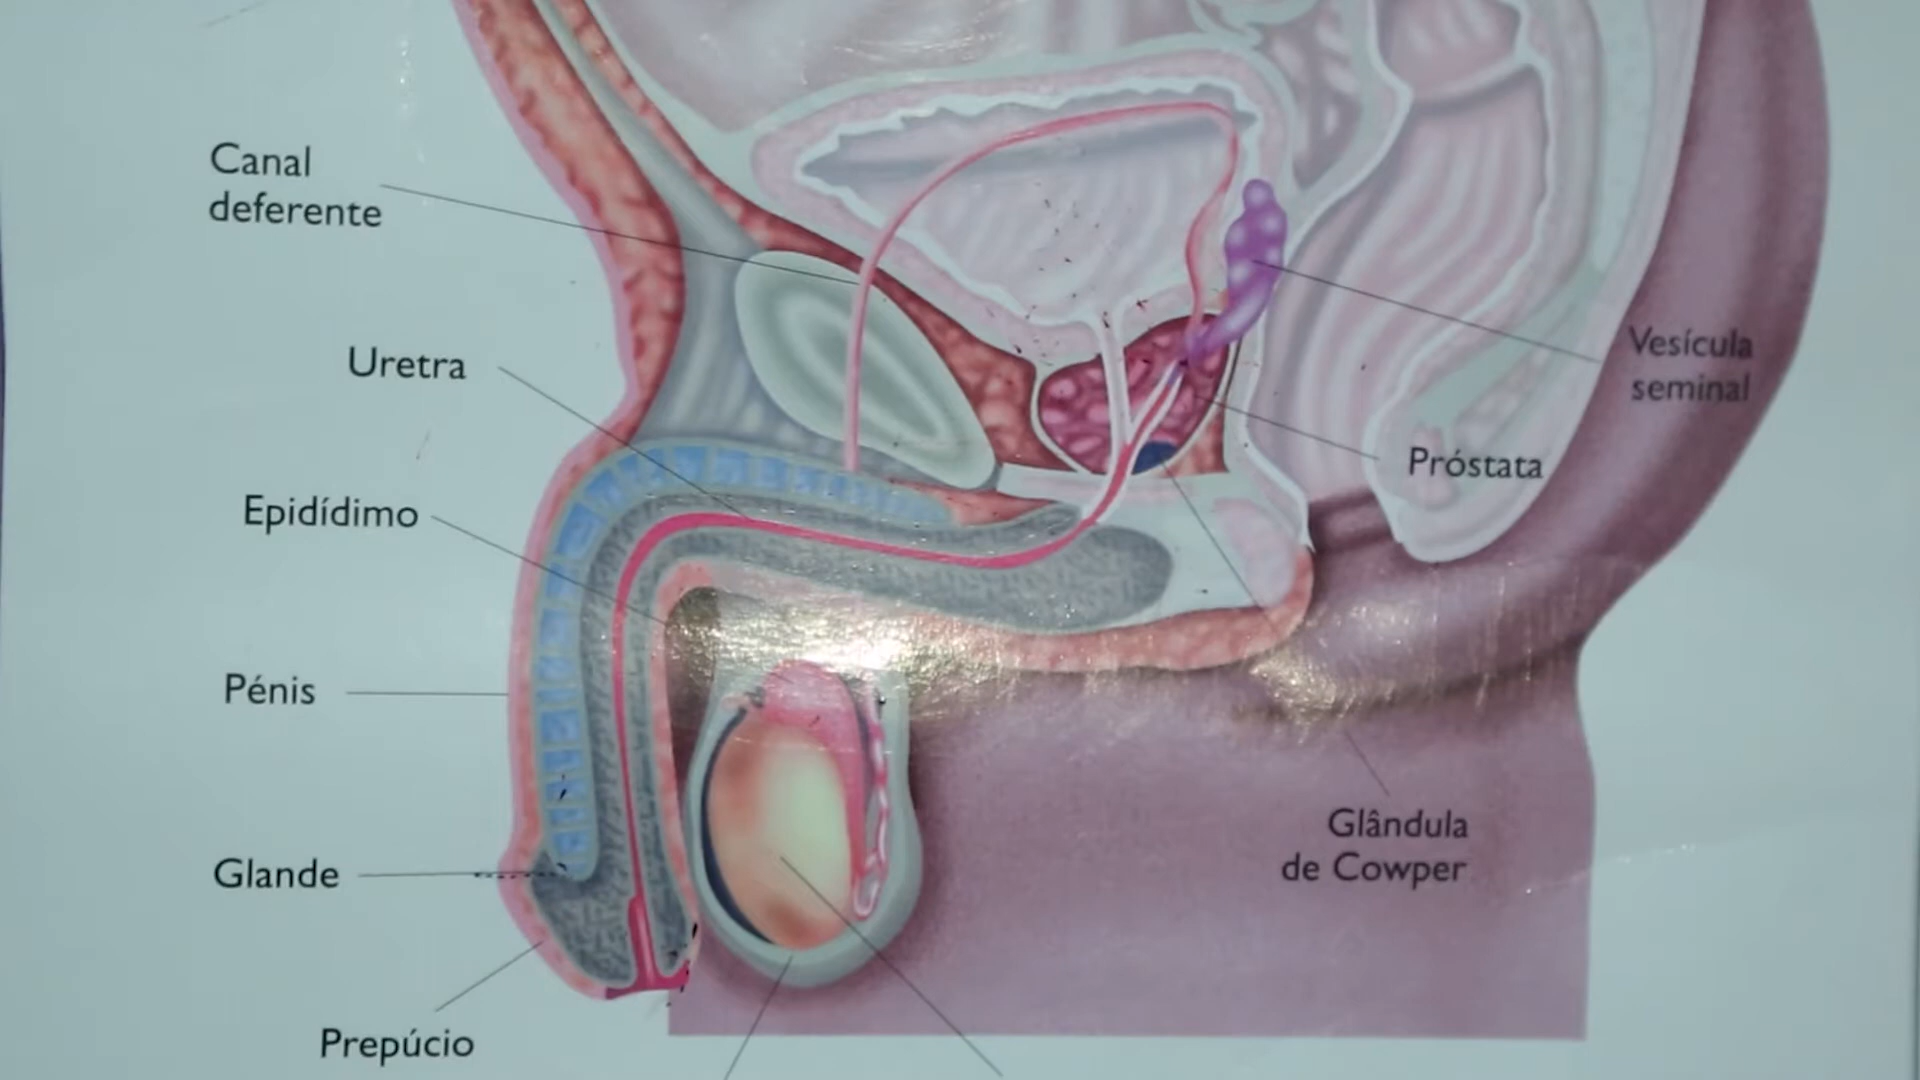 Canal
deferente
Uretra
Epidídimo
Pénis
Glande
Prepúcio
Vesícula
seminal
Próstata
Glândula
de Cowper